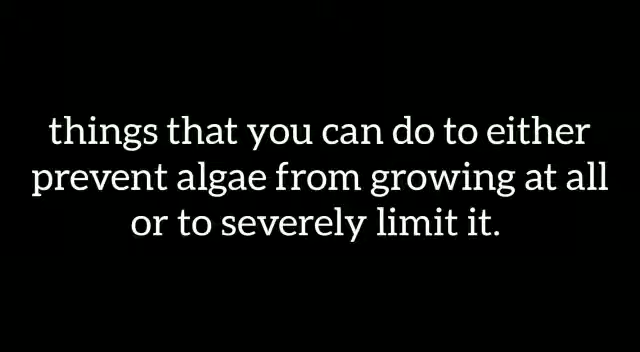 things that you can do to either
prevent algae from growing at all
or to severely limit it.